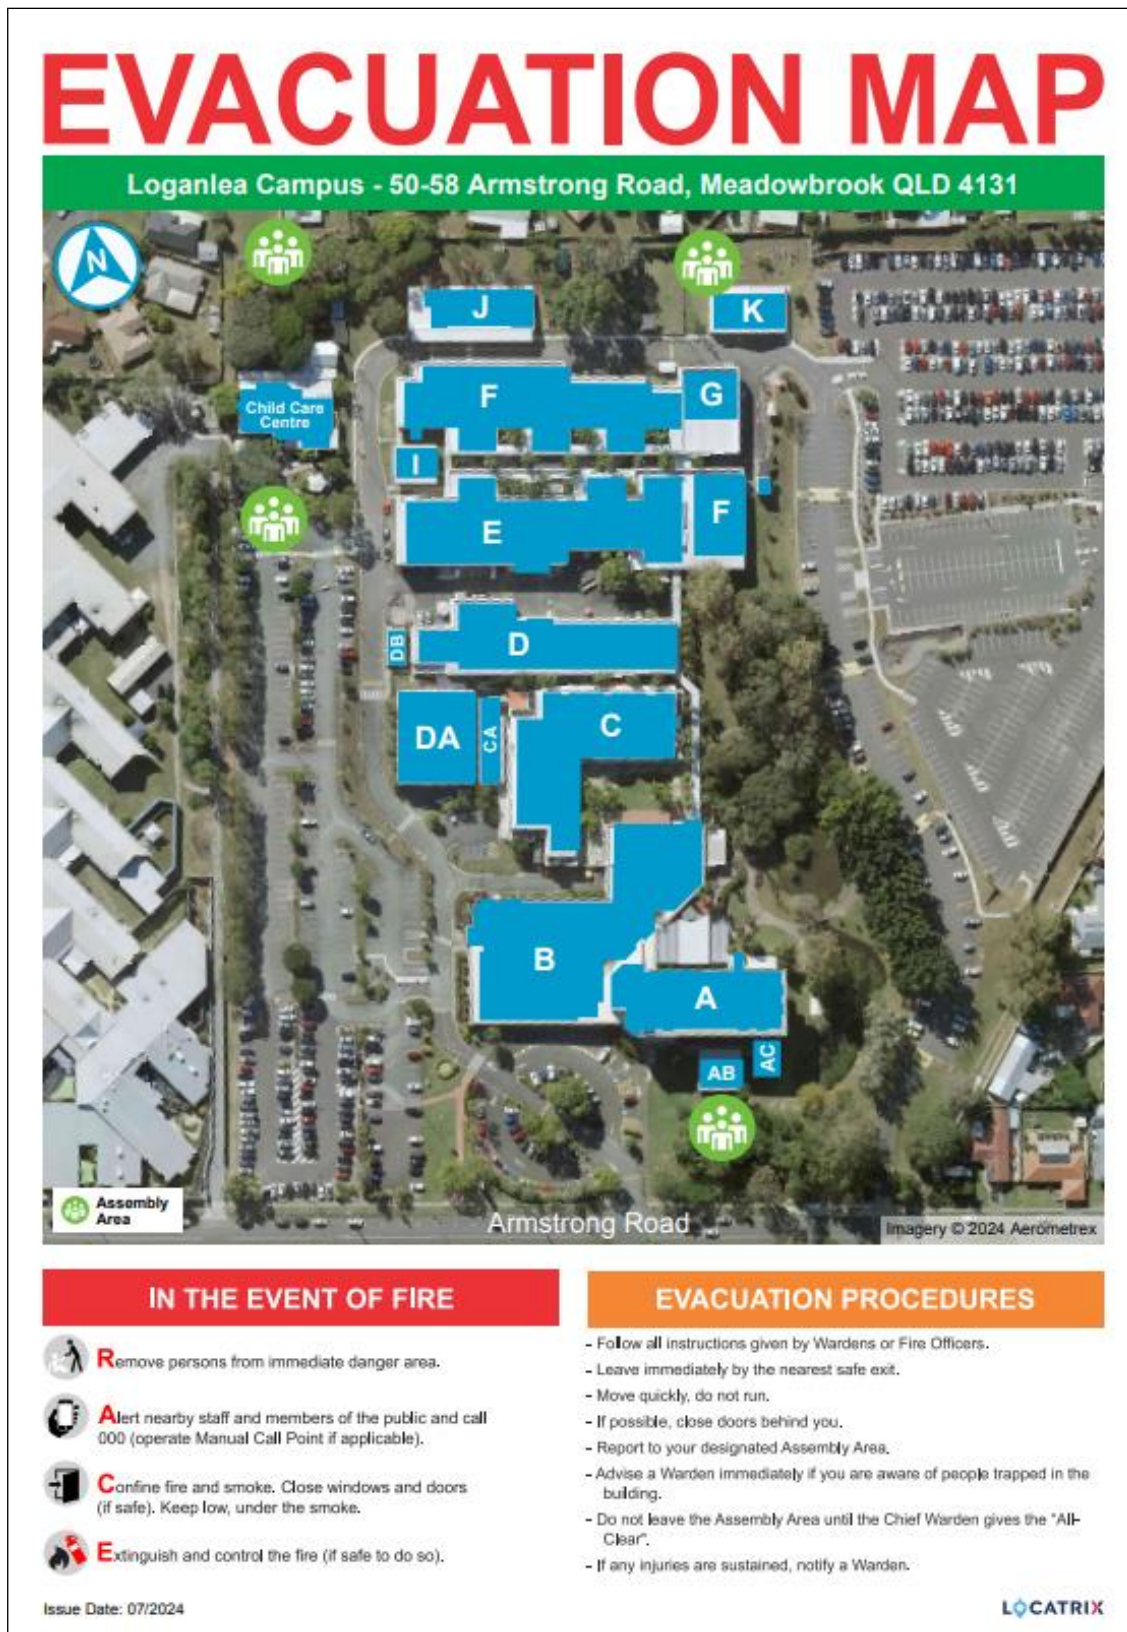 EVACUATION MAP
Loganlea Campus - 50-58 Armstrong Road, Meadowbrook QLD 4131
N
J
K
Child Care
Centre
F
G
I
E
F
DB
D
DA
CA
C
B
A
AB
AC
Assembly
Area
Armstrong Road
Imagery © 2024 Aerometrex
IN THE EVENT OF FIRE
Remove persons from immediate danger area.
Alert nearby staff and members of the public and call
000 (operate Manual Call Point if applicable).
Confine fire and smoke. Close windows and doors
(if safe). Keep low, under the smoke.
Extinguish and control the fire (if safe to do so).
EVACUATION PROCEDURES
- Follow all instructions given by Wardens or Fire Officers.
- Leave immediately by the nearest safe exit.
- Move quickly, do not run.
- If possible, close doors behind you.
- Report to your designated Assembly Area.
- Advise a Warden immediately if you are aware of people trapped in the
building.
- Do not leave the Assembly Area until the Chief Warden gives the "All-
Clear".
- If any injuries are sustained, notify a Warden.
Issue Date: 07/2024
LOCATRIX